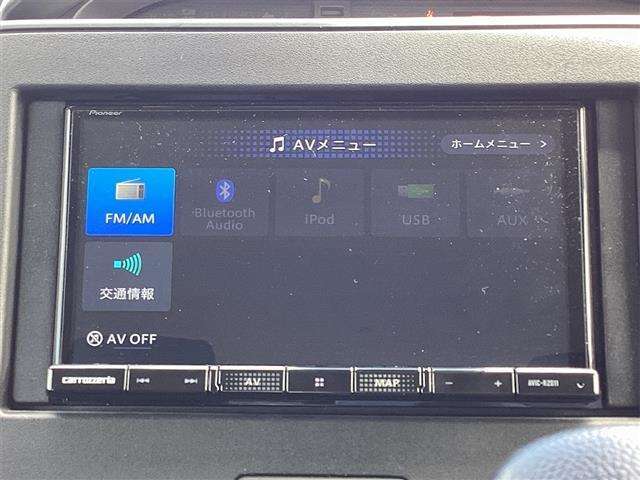 Pioneer
AVメニュー
ホームメニュー >
FM/AM
Bluetooth
Audio
iPod
USB
AUX
交通情報
AV OFF
carrozzeria
AV
MAP
− +
AVIC-RZ011